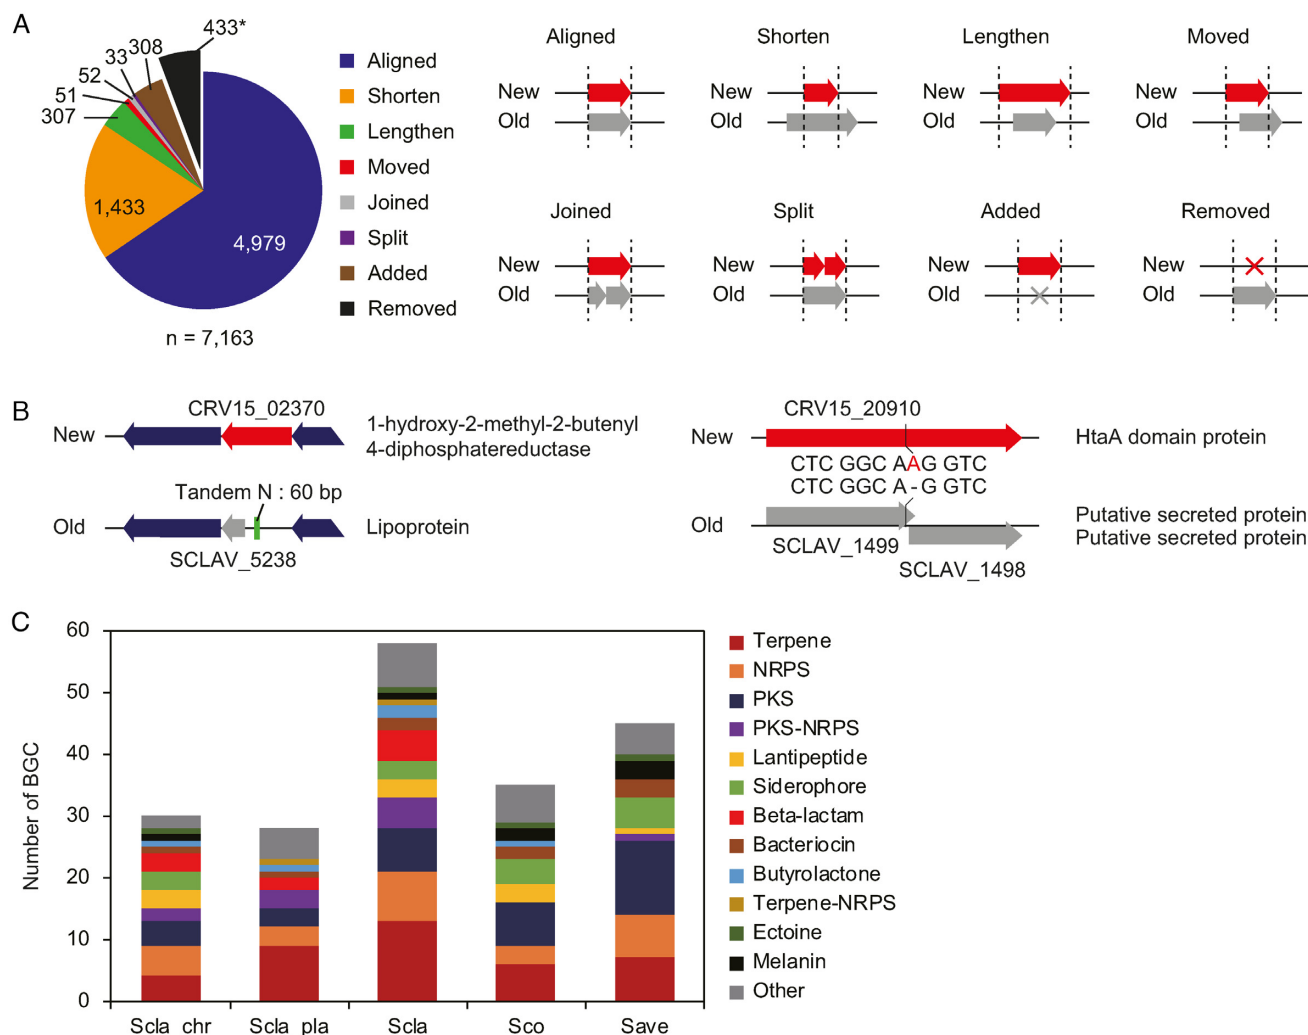 A
433*
308
33
52
51
307
1,433
4,979
n = 7,163
Aligned
Shorten
Lengthen
Moved
Joined
Split
Added
Removed
Aligned
New
Old
Shorten
New
Old
Lengthen
New
Old
Moved
New
Old
Joined
New
Old
Split
New
Old
Added
New
Old
Removed
New
Old
B
CRV15_02370
New
1-hydroxy-2-methyl-2-butenyl
4-diphosphatereductase
Tandem N : 60 bp
Old
Lipoprotein
SCLAV_5238
CRV15_20910
New
HtaA domain protein
CTC GGC AAG GTC
CTC GGC A-G GTC
Old
Putative secreted protein
Putative secreted protein
SCLAV_1499
SCLAV_1498
C
Number of BGC
60
50
40
30
20
10
0
Scla_chr
Scla_pla
Scla
Sco
Save
Terpene
NRPS
PKS
PKS-NRPS
Lantipeptide
Siderophore
Beta-lactam
Bacteriocin
Butyrolactone
Terpene-NRPS
Ectoine
Melanin
Other